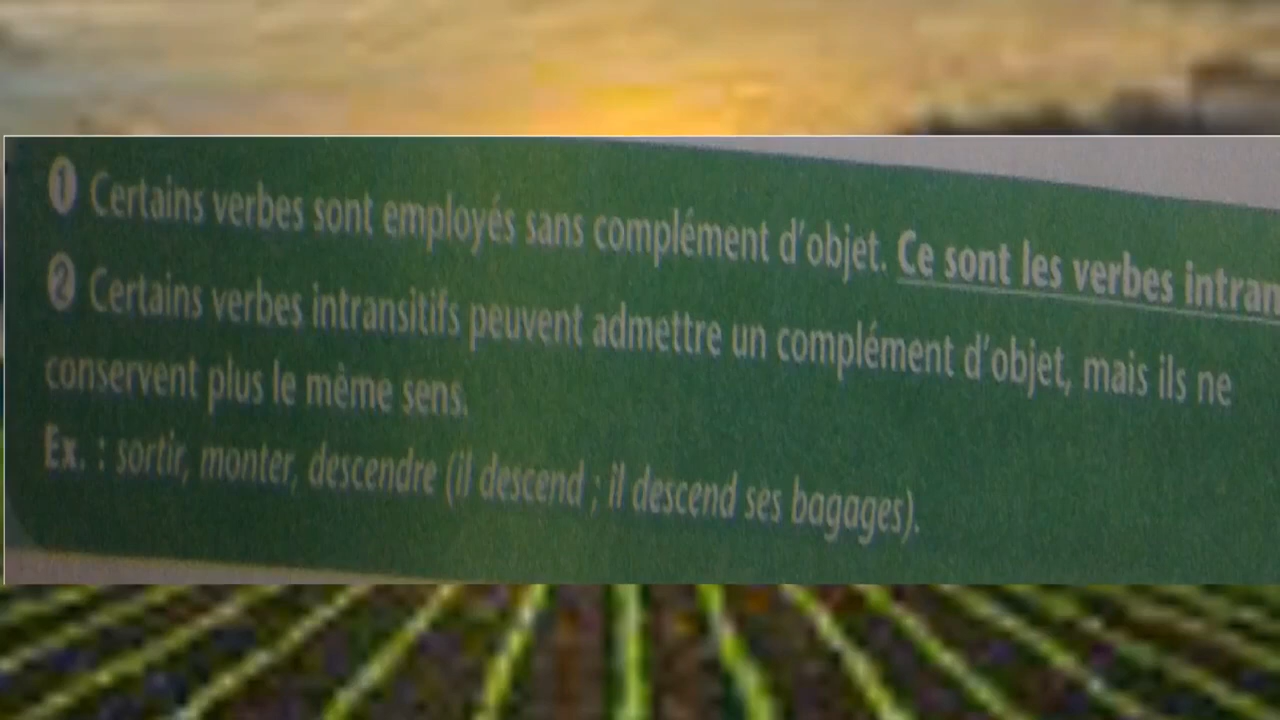 1 Certains verbes sont employés sans complément d'objet. Ce sont les verbes intran
2 Certains verbes intransitifs peuvent admettre un complément d'objet, mais ils ne
conservent plus le même sens.
Ex. : sortir, monter, descendre (il descend ; il descend ses bagages).